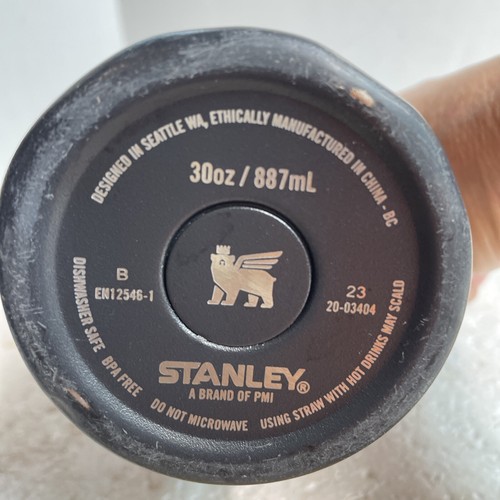 DESIGNED IN SEATTLE WA, ETHICALLY MANUFACTURED IN CHINA - BC
30oz / 887mL
B
EN12546-1
23
20-03404
STANLEY®
A BRAND OF PMI
DISHWASHER SAFE BPA FREE DO NOT MICROWAVE USING STRAW WITH HOT DRINKS MAY SCALD